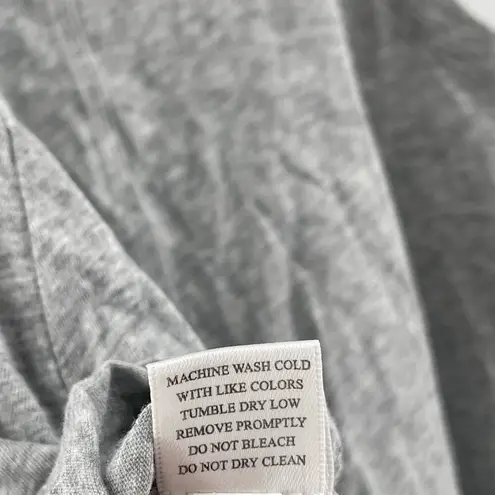 MACHINE WASH COLD
WITH LIKE COLORS
TUMBLE DRY LOW
REMOVE PROMPTLY
DO NOT BLEACH
DO NOT DRY CLEAN